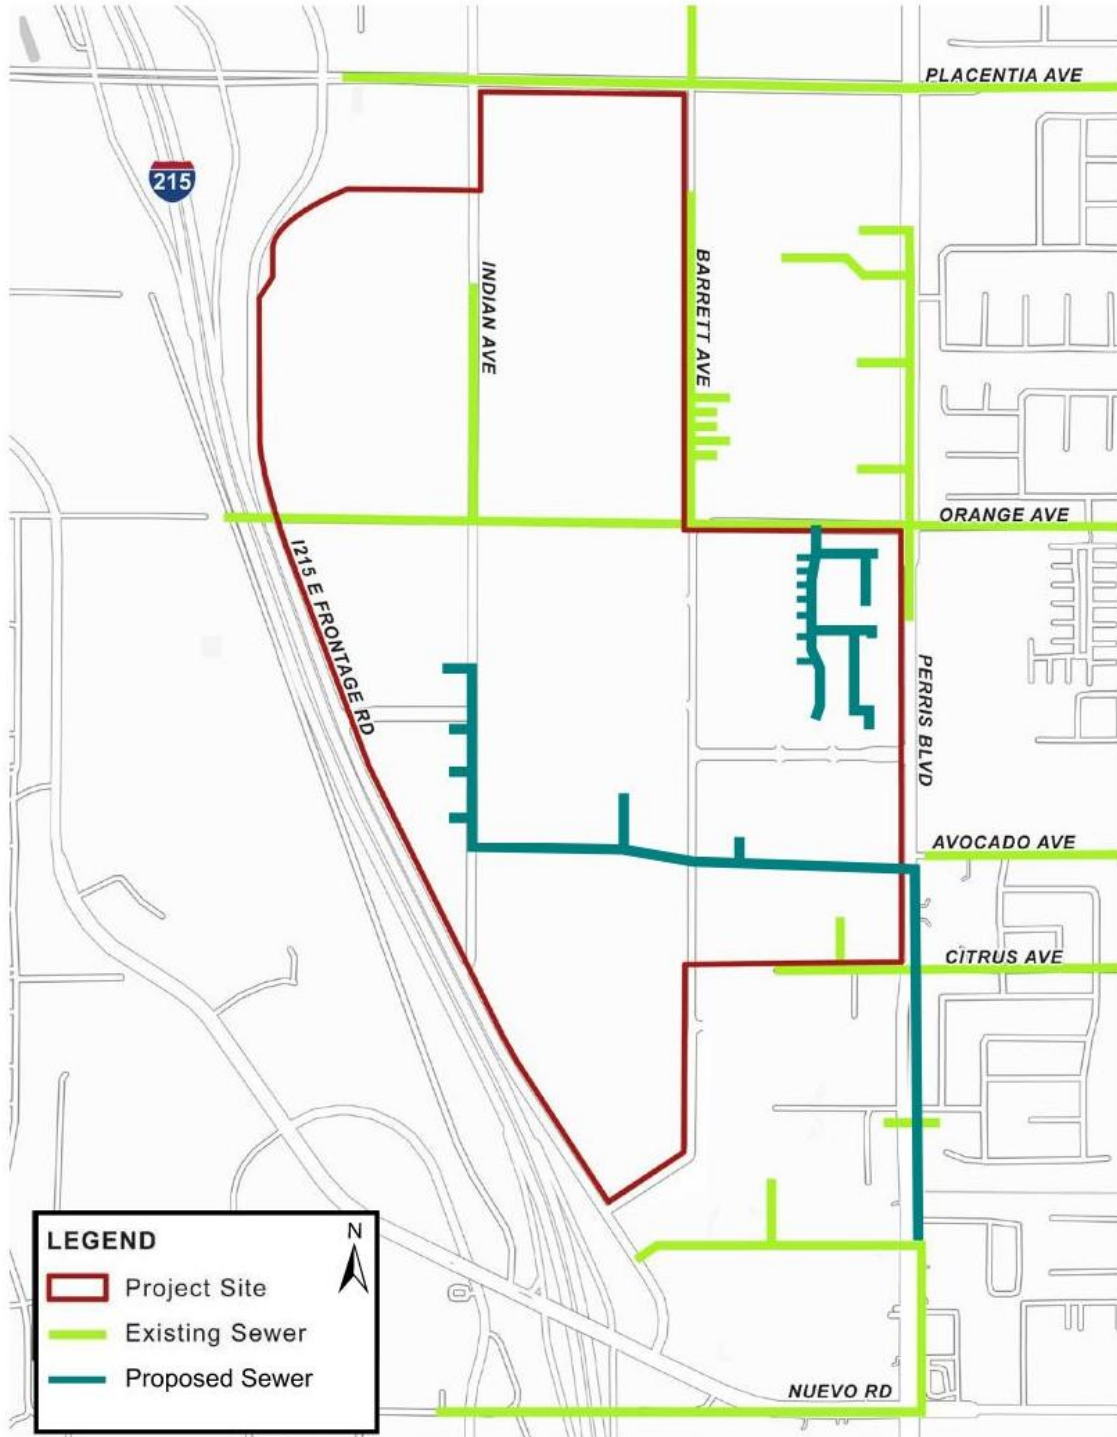 PLACENTIA AVE
215
INDIAN AVE
BARRETT AVE
ORANGE AVE
I215 E FRONTAGE RD
PERRIS BLVD
AVOCADO AVE
CITRUS AVE
NUEVO RD
LEGEND
N
Project Site
Existing Sewer
Proposed Sewer